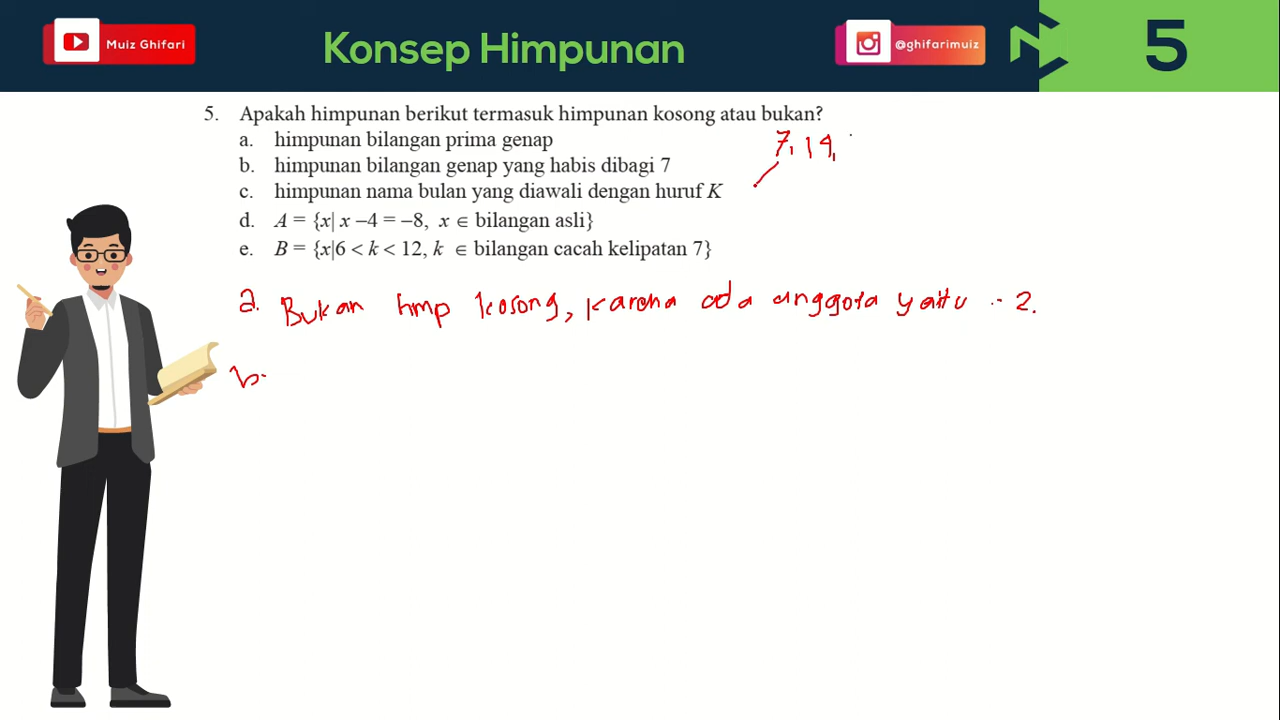 Muiz Ghifari
Konsep Himpunan
@ghifarimuiz
5
5. Apakah himpunan berikut termasuk himpunan kosong atau bukan?
a. himpunan bilangan prima genap
7, 14,
b. himpunan bilangan genap yang habis dibagi 7
c. himpunan nama bulan yang diawali dengan huruf K
d. A = {x| x –4 = –8, x ∈ bilangan asli}
e. B = {x|6 < k < 12, k ∈ bilangan cacah kelipatan 7}
a. Bukan hmp kosong, karena ada anggota yaitu .. 2.
b.